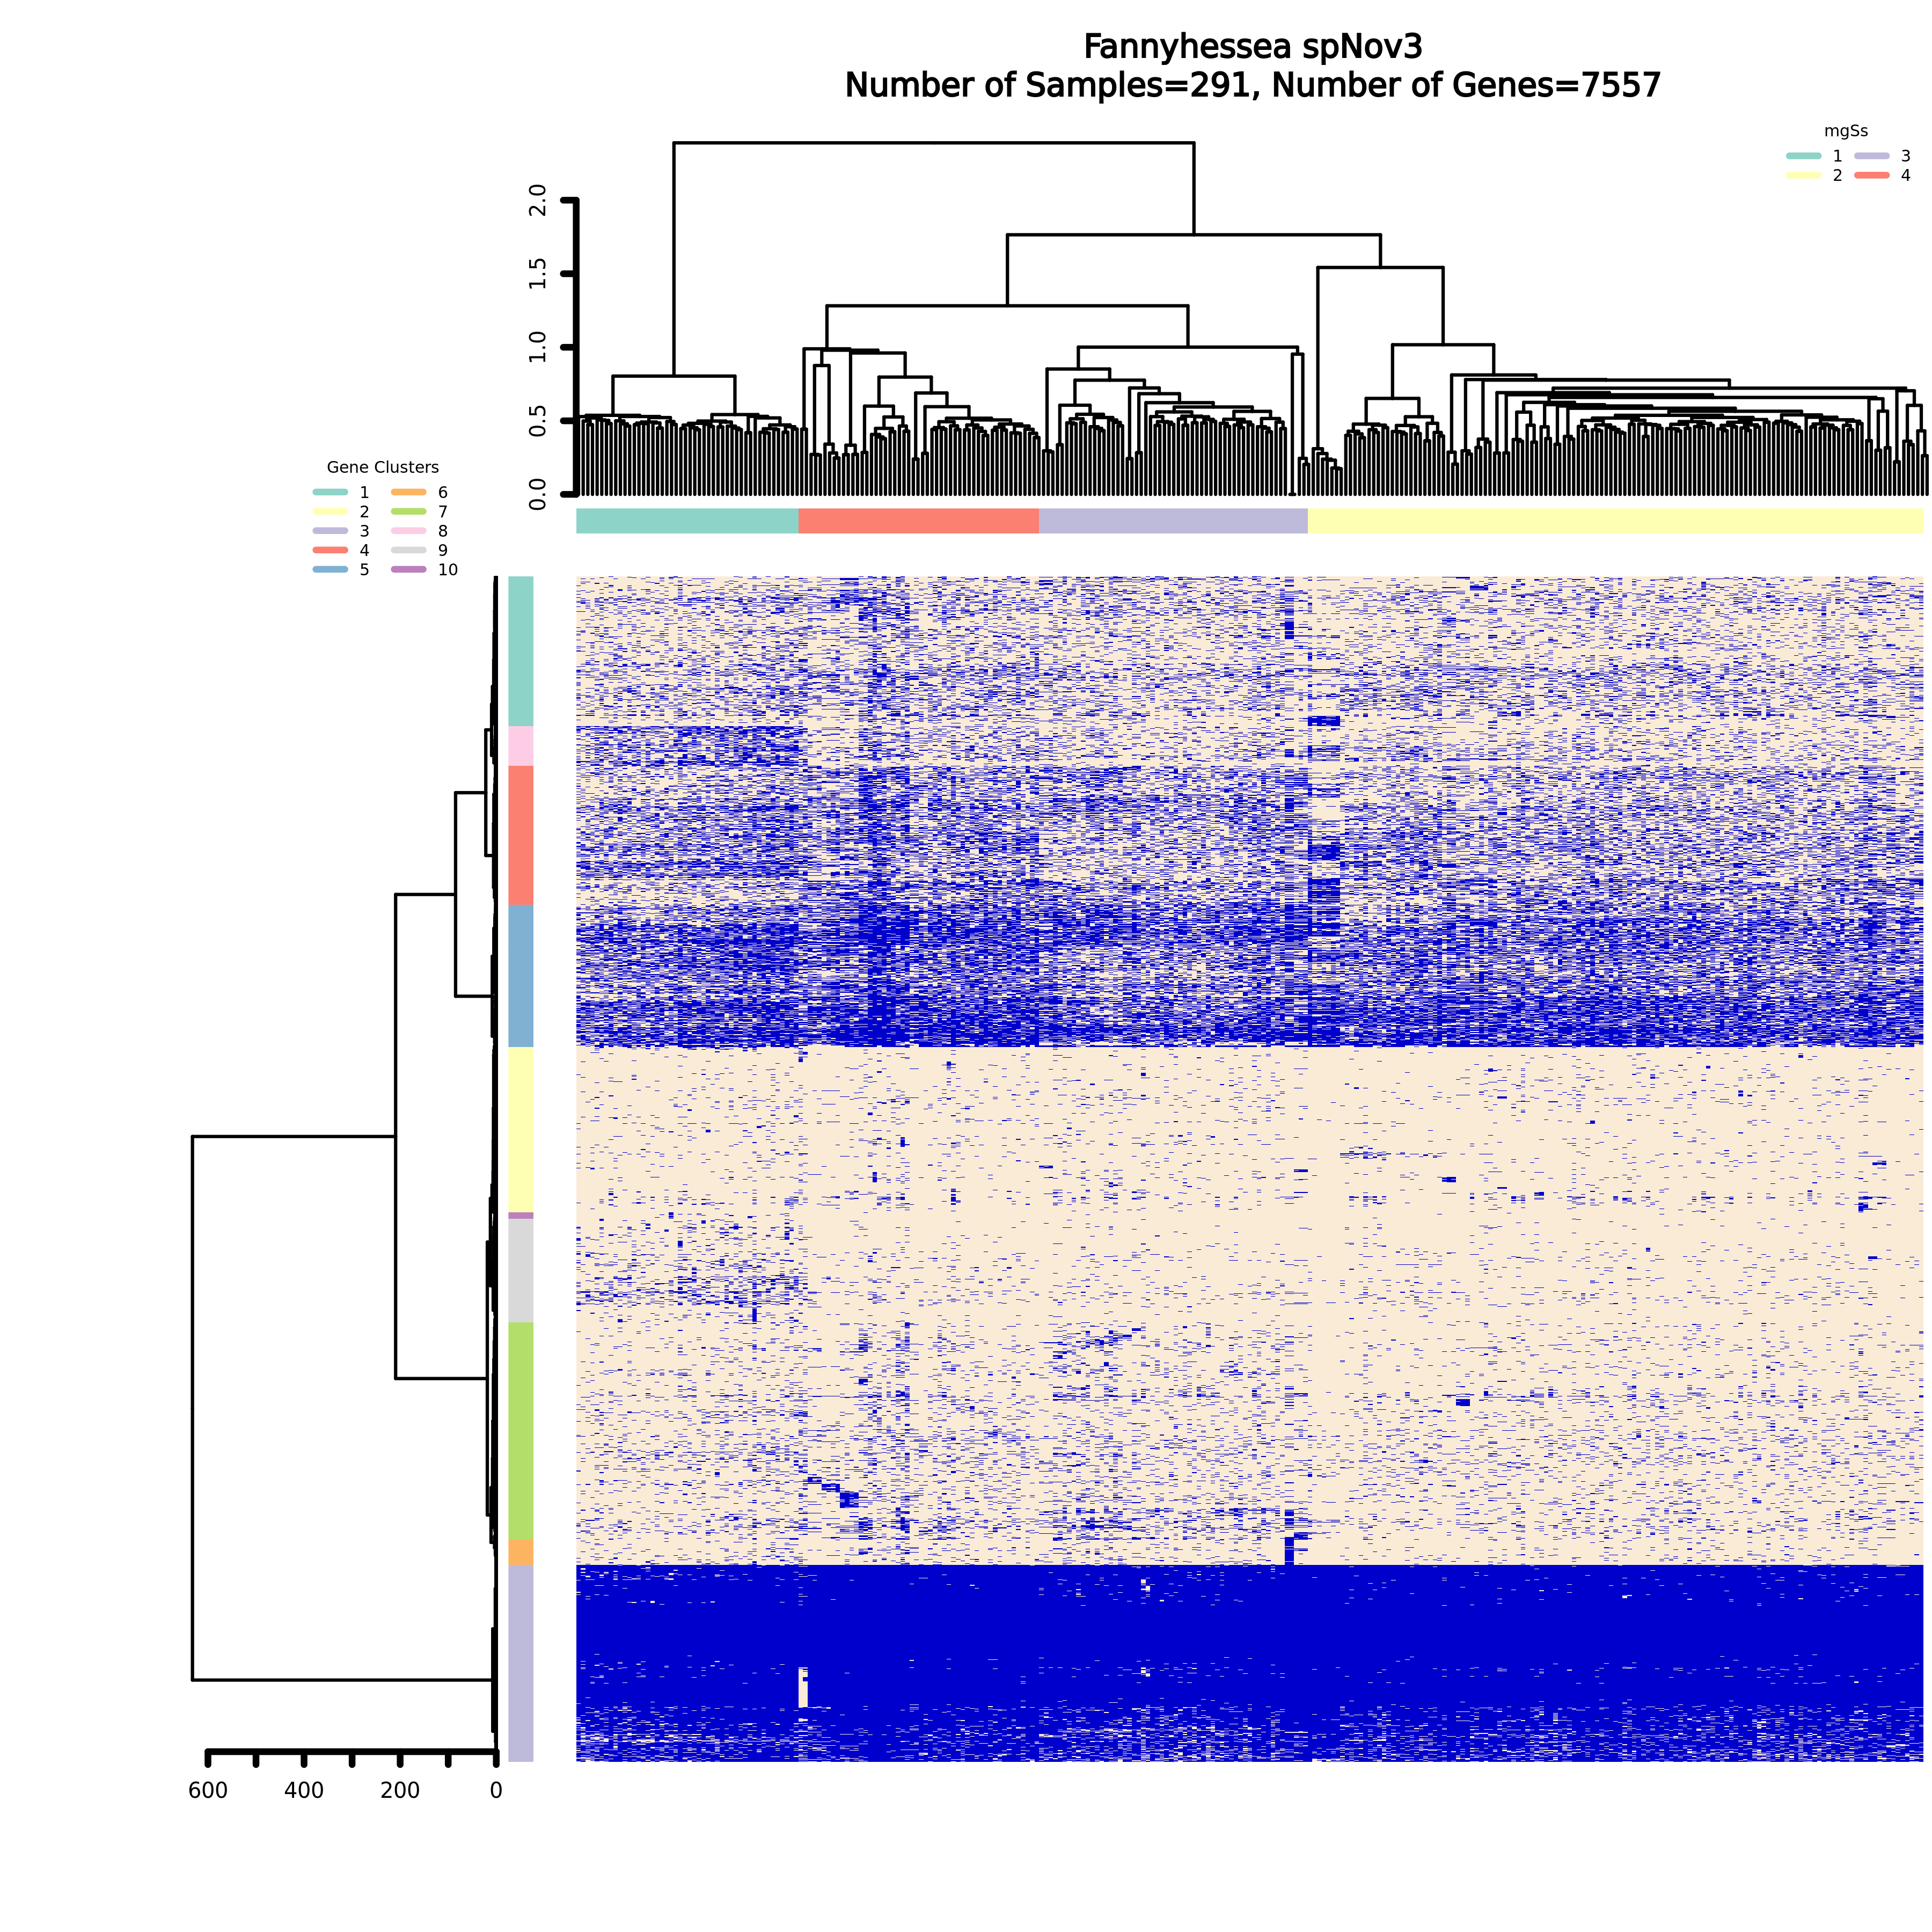 Fannyhessea spNov3
Number of Samples=291, Number of Genes=7557
mgSs
1 3
2 4
2.0
1.5
1.0
0.5
0.0
Gene Clusters
1 6
2 7
3 8
4 9
5 10
600 400 200 0